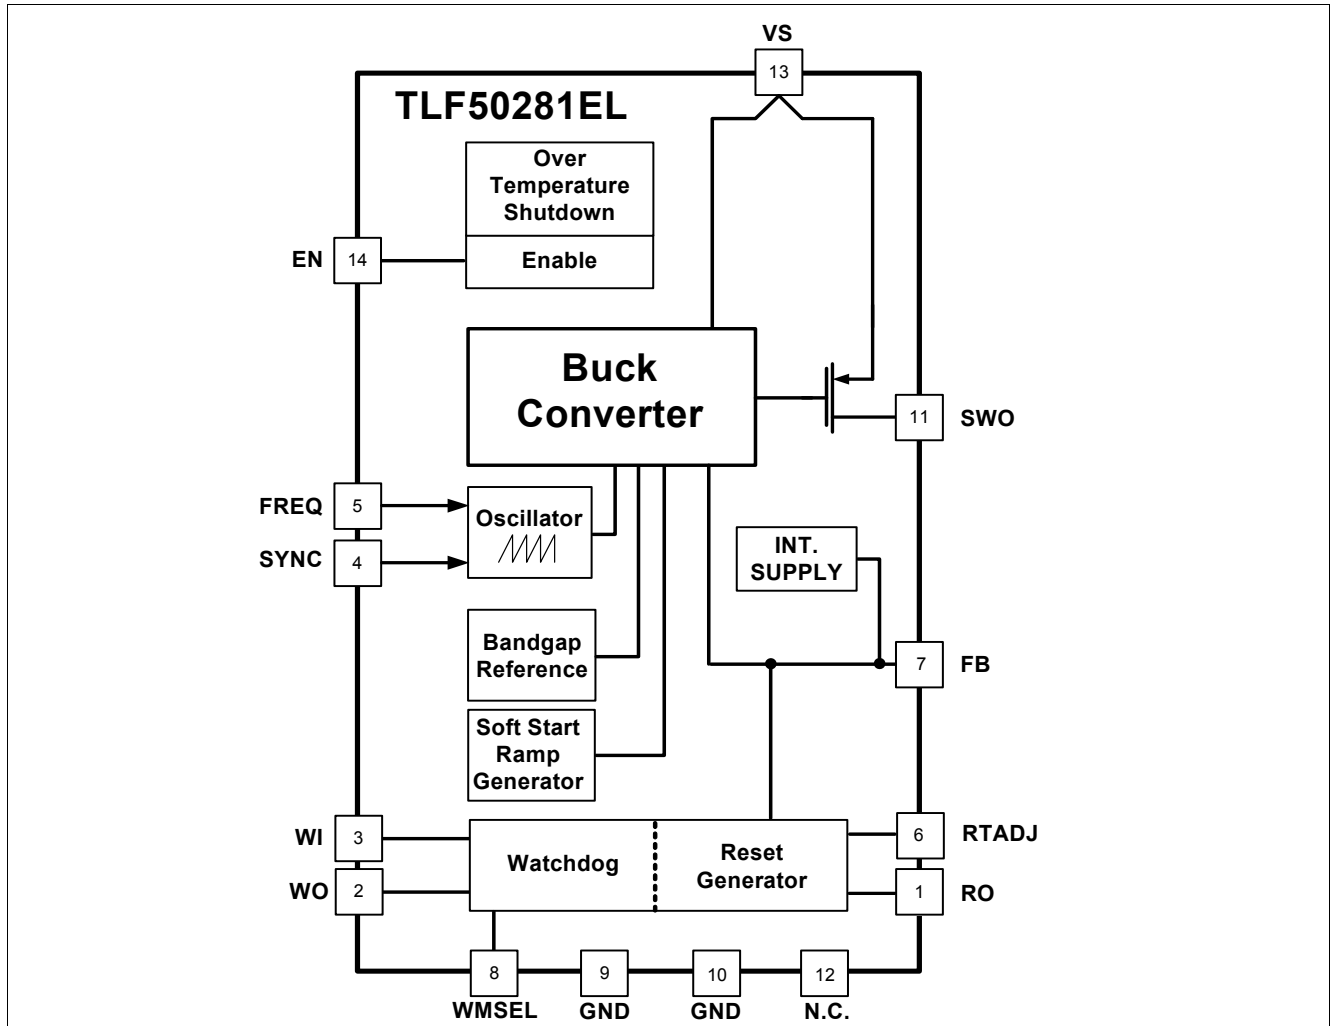 VS
13
TLF50281EL
Over
Temperature
Shutdown
EN
14
Enable
Buck
Converter
11
SWO
FREQ
5
Oscillator
SYNC
4
INT.
SUPPLY
Bandgap
Reference
7
FB
Soft Start
Ramp
Generator
WI
3
Watchdog
Reset
Generator
6
RTADJ
WO
2
1
RO
8
9
10
12
WMSEL
GND
GND
N.C.